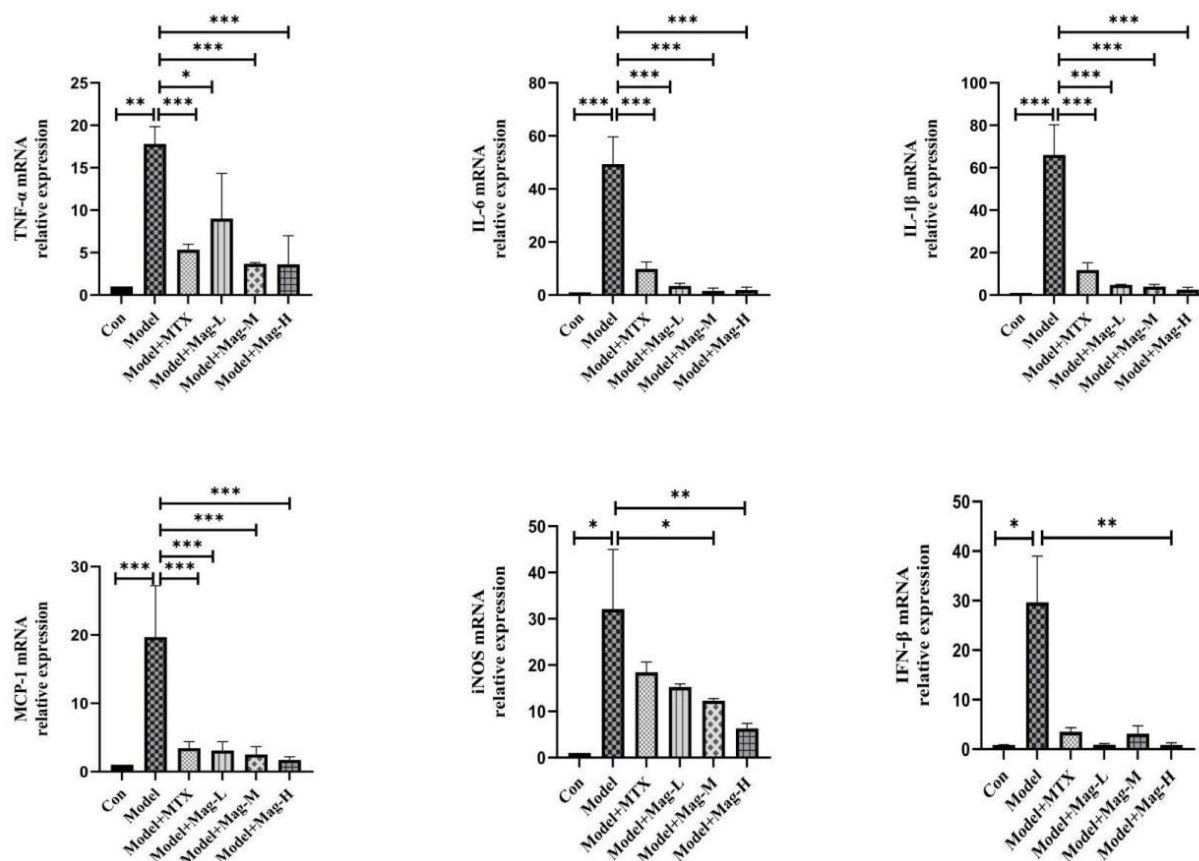 ***
***
*
** ***
TNF-α mRNA
relative expression
25
20
15
10
5
0
Con
Model
Model+MTX
Model+Mag-L
Model+Mag-M
Model+Mag-H
***
***
***
*** ***
IL-6 mRNA
relative expression
80
60
40
20
0
Con
Model
Model+MTX
Model+Mag-L
Model+Mag-M
Model+Mag-H
***
***
***
*** ***
IL-1β mRNA
relative expression
100
80
60
40
20
0
Con
Model
Model+MTX
Model+Mag-L
Model+Mag-M
Model+Mag-H
***
***
***
*** ***
MCP-1 mRNA
relative expression
30
20
10
0
Con
Model
Model+MTX
Model+Mag-L
Model+Mag-M
Model+Mag-H
**
* *
iNOS mRNA
relative expression
50
40
30
20
10
0
Con
Model
Model+MTX
Model+Mag-L
Model+Mag-M
Model+Mag-H
* **
IFN-β mRNA
relative expression
50
40
30
20
10
0
Con
Model
Model+MTX
Model+Mag-L
Model+Mag-M
Model+Mag-H